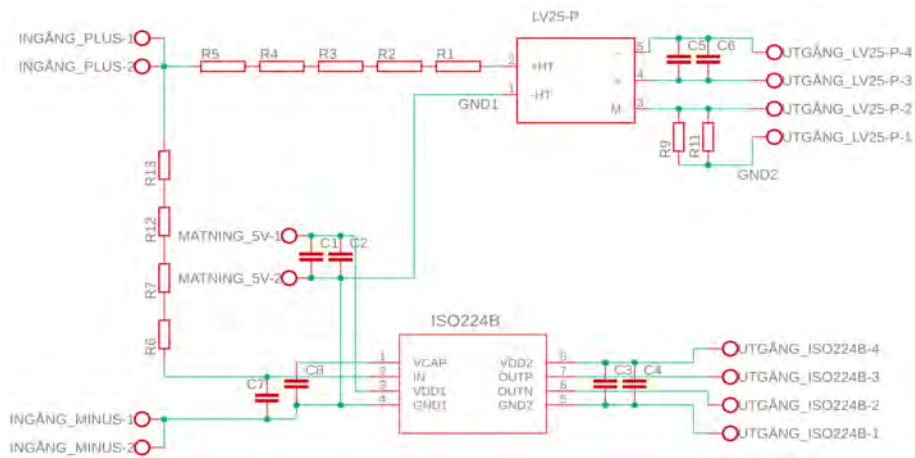 LV25-P
INGÅNG_PLUS-1
INGÅNG_PLUS-2
R5
R4
R3
R2
R1
2
+HT
1
-HT
GND1
5
-
4
+
3
M
C5
C6
UTGÅNG_LV25-P-4
UTGÅNG_LV25-P-3
UTGÅNG_LV25-P-2
UTGÅNG_LV25-P-1
R9
R11
GND2
R13
R12
R7
R6
MATNING_5V-1
MATNING_5V-2
C1
C2
ISO224B
1
VCAP
2
IN
3
VDD1
4
GND1
VDD2
8
OUTP
7
OUTN
6
GND2
5
C7
C8
C3
C4
UTGÅNG_ISO224B-4
UTGÅNG_ISO224B-3
UTGÅNG_ISO224B-2
UTGÅNG_ISO224B-1
INGÅNG_MINUS-1
INGÅNG_MINUS-2